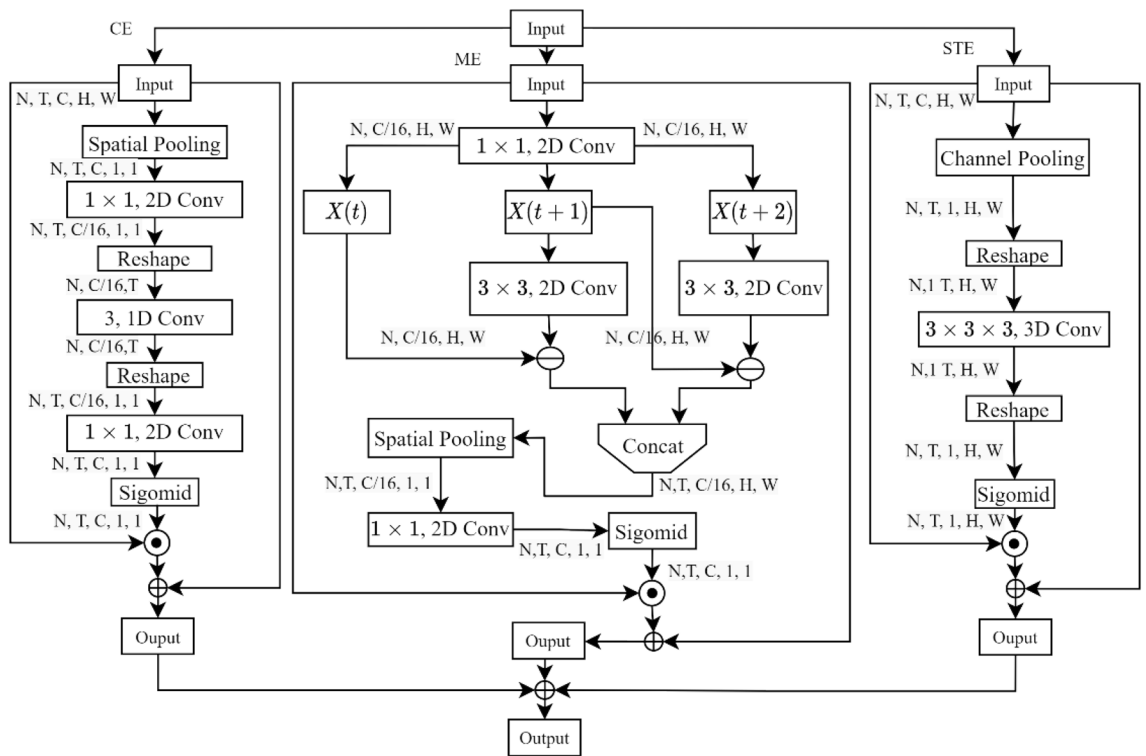 Input
CE
ME
STE
Input
N, T, C, H, W
Spatial Pooling
N, T, C, 1, 1
1 × 1, 2D Conv
N, T, C/16, 1, 1
Reshape
N, C/16,T
3, 1D Conv
N, C/16,T
Reshape
N, T, C/16, 1, 1
1 × 1, 2D Conv
N, T, C, 1, 1
Sigomid
N, T, C, 1, 1
Ouput
Input
N, C/16, H, W
N, C/16, H, W
1 × 1, 2D Conv
X(t)
X(t + 1)
X(t + 2)
3 × 3, 2D Conv
3 × 3, 2D Conv
N, C/16, H, W
N, C/16, H, W
Concat
N,T, C/16, H, W
Spatial Pooling
N,T, C/16, 1, 1
1 × 1, 2D Conv
N,T, C, 1, 1
Sigomid
N,T, C, 1, 1
Ouput
Input
N, T, C, H, W
Channel Pooling
N, T, 1, H, W
Reshape
N,1 T, H, W
3 × 3 × 3, 3D Conv
N,1 T, H, W
Reshape
N, T, 1, H, W
Sigomid
N, T, 1, H, W
Ouput
Output